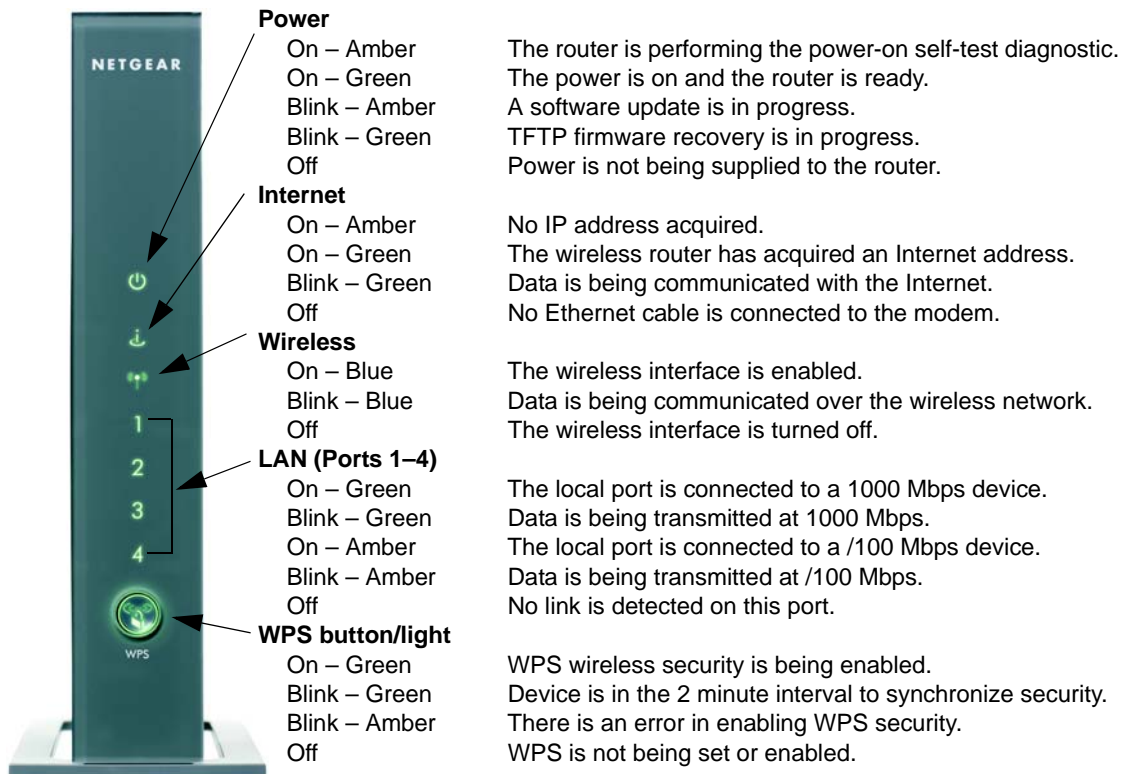 NETGEAR
1
2
3
4
WPS
Power
On – Amber The router is performing the power-on self-test diagnostic.
On – Green The power is on and the router is ready.
Blink – Amber A software update is in progress.
Blink – Green TFTP firmware recovery is in progress.
Off Power is not being supplied to the router.
Internet
On – Amber No IP address acquired.
On – Green The wireless router has acquired an Internet address.
Blink – Green Data is being communicated with the Internet.
Off No Ethernet cable is connected to the modem.
Wireless
On – Blue The wireless interface is enabled.
Blink – Blue Data is being communicated over the wireless network.
Off The wireless interface is turned off.
LAN (Ports 1–4)
On – Green The local port is connected to a 1000 Mbps device.
Blink – Green Data is being transmitted at 1000 Mbps.
On – Amber The local port is connected to a /100 Mbps device.
Blink – Amber Data is being transmitted at /100 Mbps.
Off No link is detected on this port.
WPS button/light
On – Green WPS wireless security is being enabled.
Blink – Green Device is in the 2 minute interval to synchronize security.
Blink – Amber There is an error in enabling WPS security.
Off WPS is not being set or enabled.